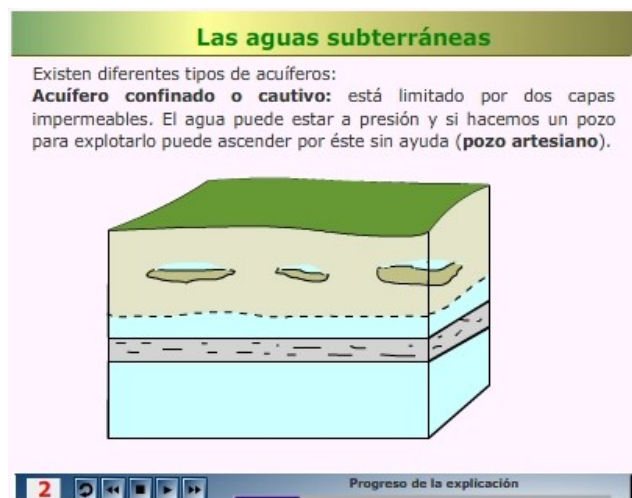 Las aguas subterráneas
Existen diferentes tipos de acuíferos:
Acuífero confinado o cautivo: está limitado por dos capas
impermeables. El agua puede estar a presión y si hacemos un pozo
para explotarlo puede ascender por éste sin ayuda (pozo artesiano).
2
Progreso de la explicación